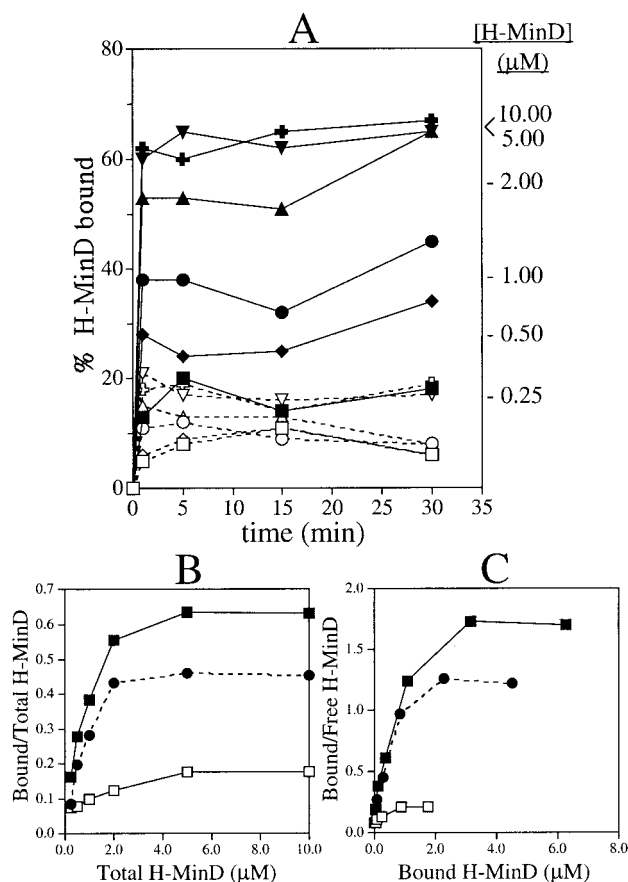 A
[H-MinD]
(µM)
80
60
40
20
0
% H-MinD bound
< 10.00
5.00
- 2.00
- 1.00
- 0.50
- 0.25
0 5 10 15 20 25 30 35
time (min)
B
0.7
0.6
0.5
0.4
0.3
0.2
0.1
0.0
Bound/Total H-MinD
0.0 2.0 4.0 6.0 8.0 10.0
Total H-MinD (µM)
C
2.0
1.5
1.0
0.5
0.0
Bound/Free H-MinD
0.0 2.0 4.0 6.0 8.0
Bound H-MinD (µM)